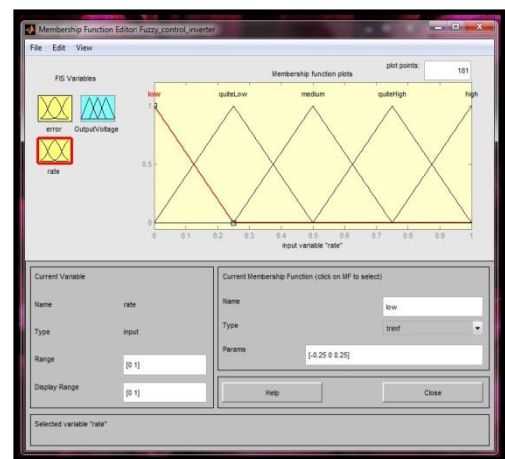 Membership Function Editor: Fuzzy_control_inverter
File Edit View
FIS Variables
Membership function plots
plot points: 181
error OutputVoltage
rate
low quiteLow medium quiteHigh high
1
0.5
0
0 0.1 0.2 0.3 0.4 0.5 0.6 0.7 0.8 0.9 1
input variable "rate"
Current Variable
Name rate
Type input
Range [0 1]
Display Range [0 1]
Current Membership Function (click on MF to select)
Name low
Type trimf
Params [-0.25 0 0.25]
Help Close
Selected variable "rate"